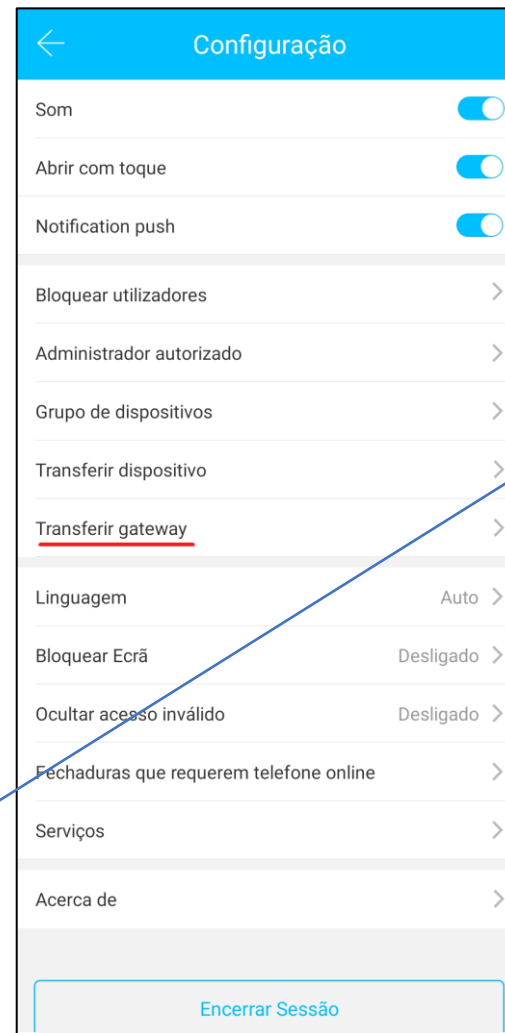 Configuração
Som
Abrir com toque
Notification push
Bloquear utilizadores
Administrador autorizado
Grupo de dispositivos
Transferir dispositivo
Transferir gateway
Linguagem Auto
Bloquear Ecrã Desligado
Ocultar acesso inválido Desligado
Fechaduras que requerem telefone online
Serviços
Acerca de
Encerrar Sessão